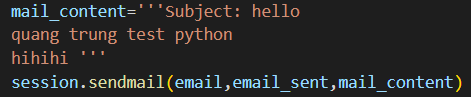 mail_content='''Subject: hello
quang trung test python
hihihi '''
session.sendmail(email,email_sent,mail_content)